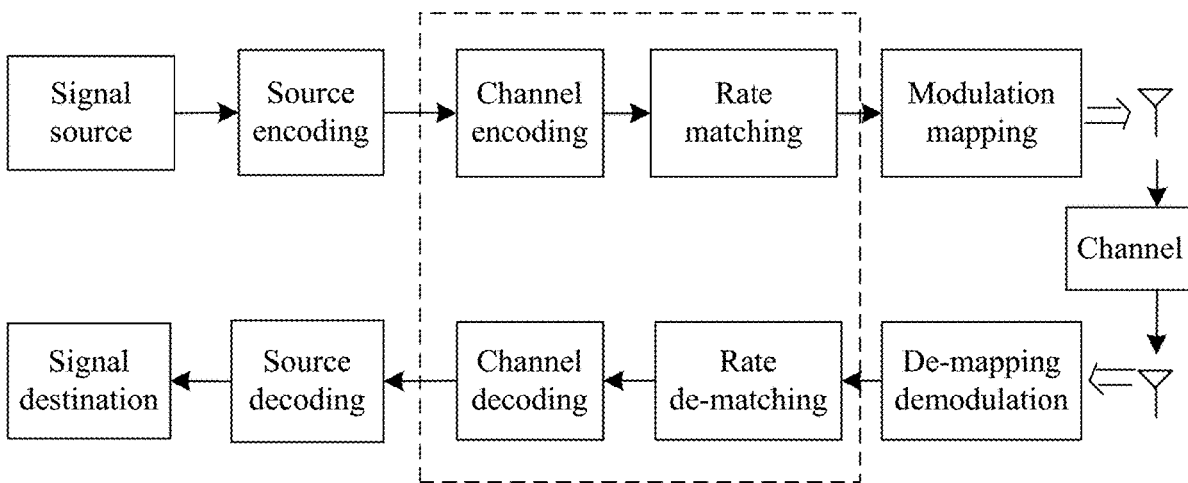 Signal
source
Source
encoding
Channel
encoding
Rate
matching
Modulation
mapping
Channel
Signal
destination
Source
decoding
Channel
decoding
Rate
de-matching
De-mapping
demodulation